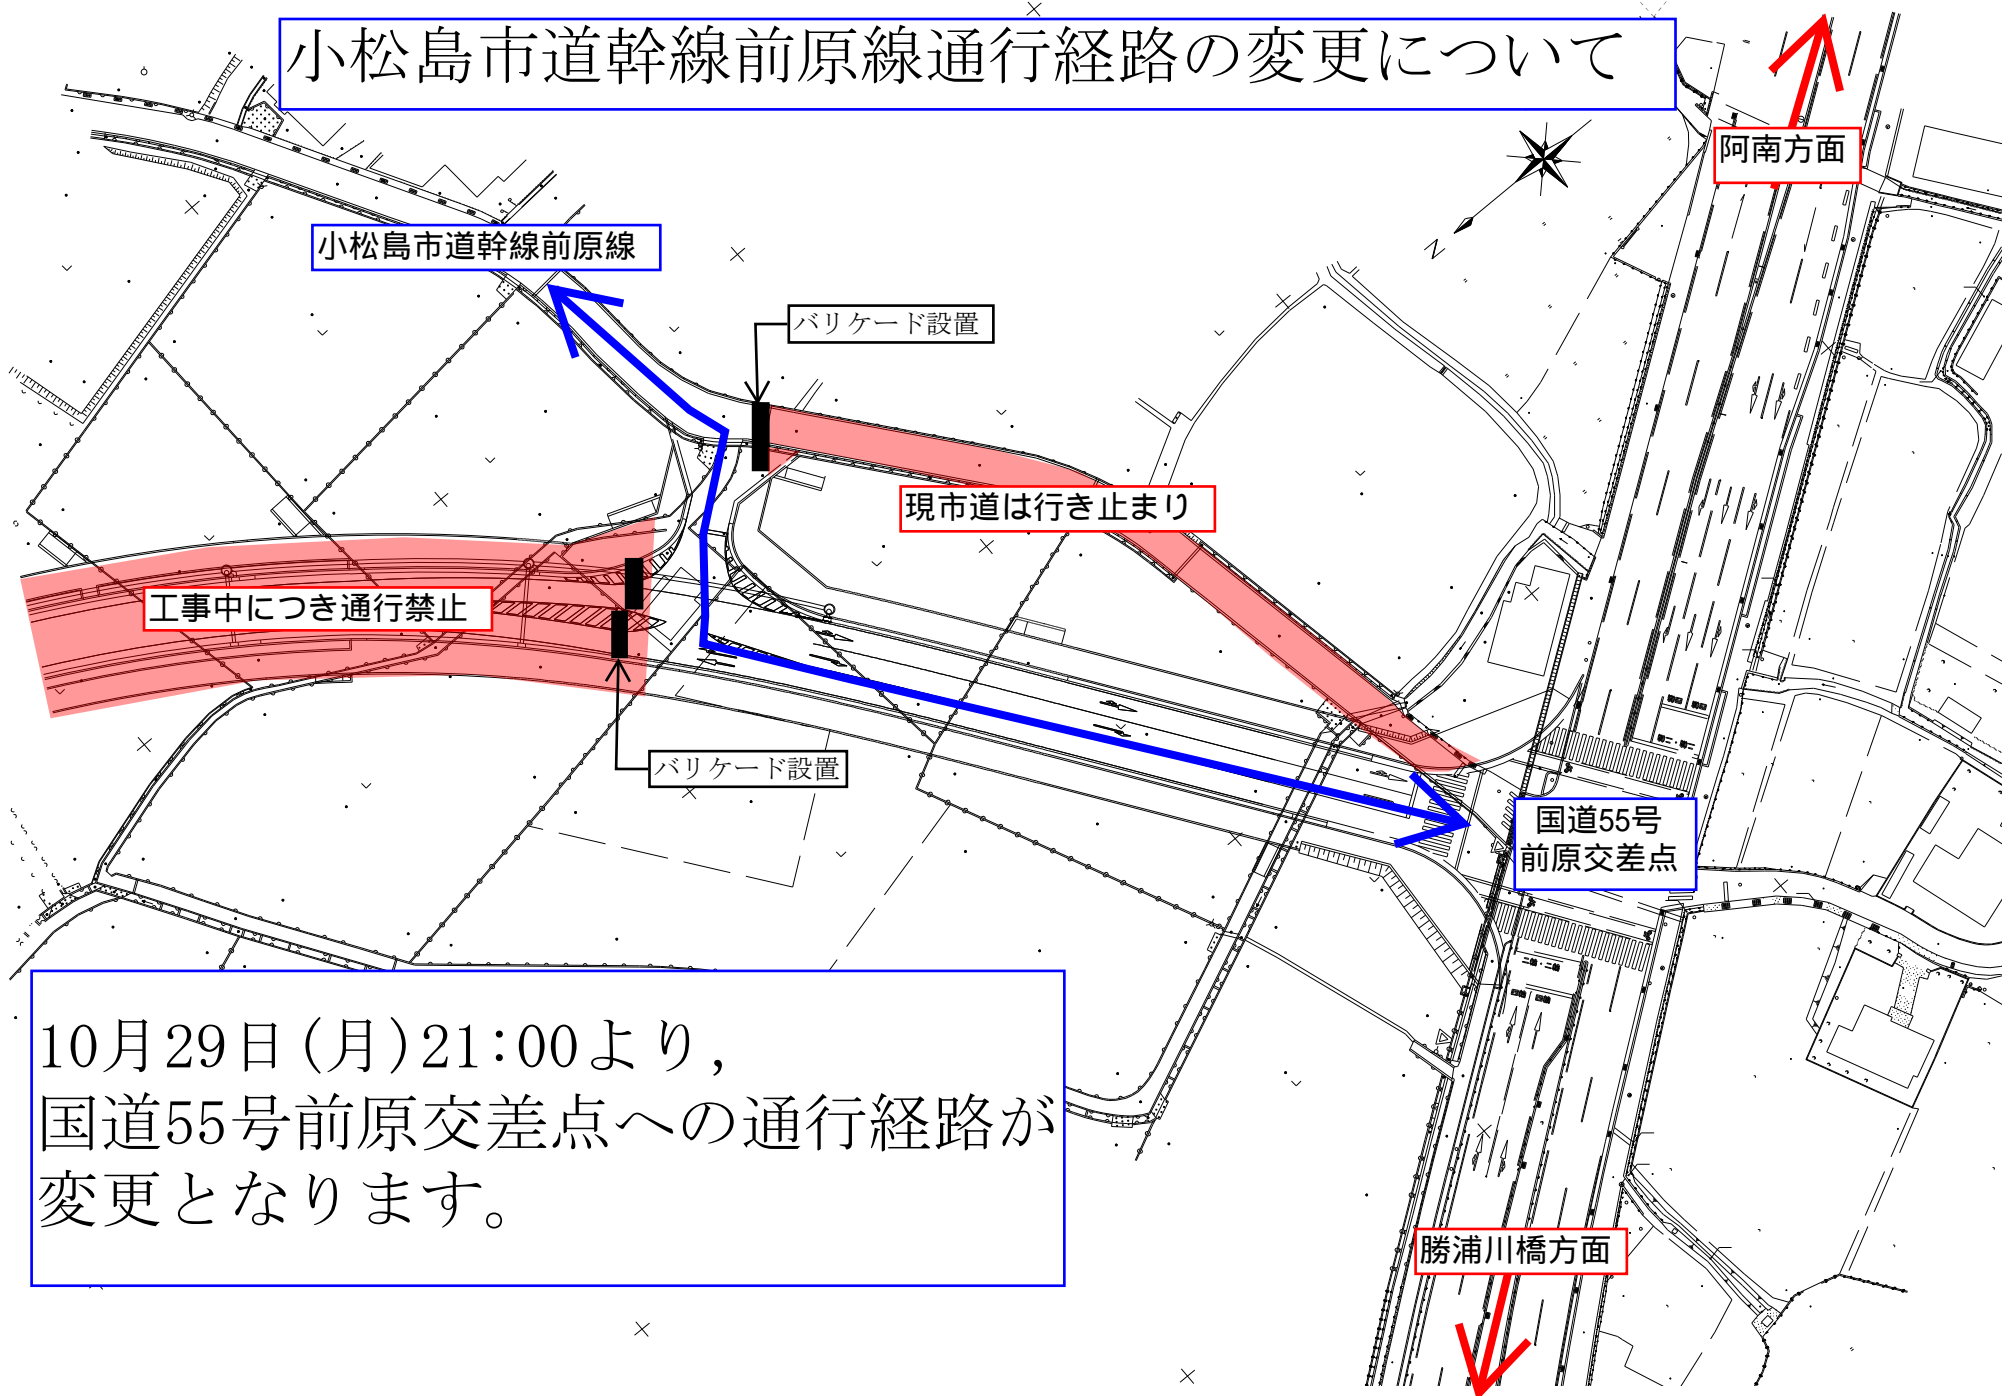 小松島市道幹線前原線通行経路の変更について
阿南方面
小松島市道幹線前原線
N
バリケード設置
現市道は行き止まり
工事中につき通行禁止
バリケード設置
国道55号
前原交差点
10月29日(月)21:00より,
国道55号前原交差点への通行経路が
変更となります。
勝浦川橋方面